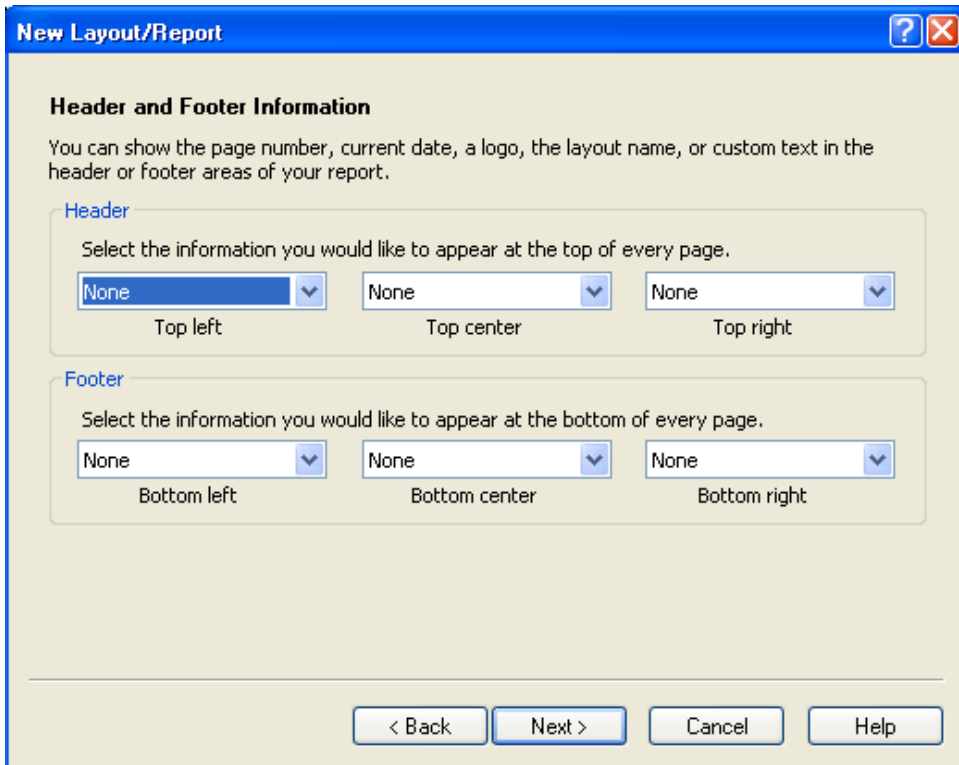 New Layout/Report
Header and Footer Information
You can show the page number, current date, a logo, the layout name, or custom text in the
header or footer areas of your report.
Header
Select the information you would like to appear at the top of every page.
None None None
Top left Top center Top right
Footer
Select the information you would like to appear at the bottom of every page.
None None None
Bottom left Bottom center Bottom right
< Back Next > Cancel Help